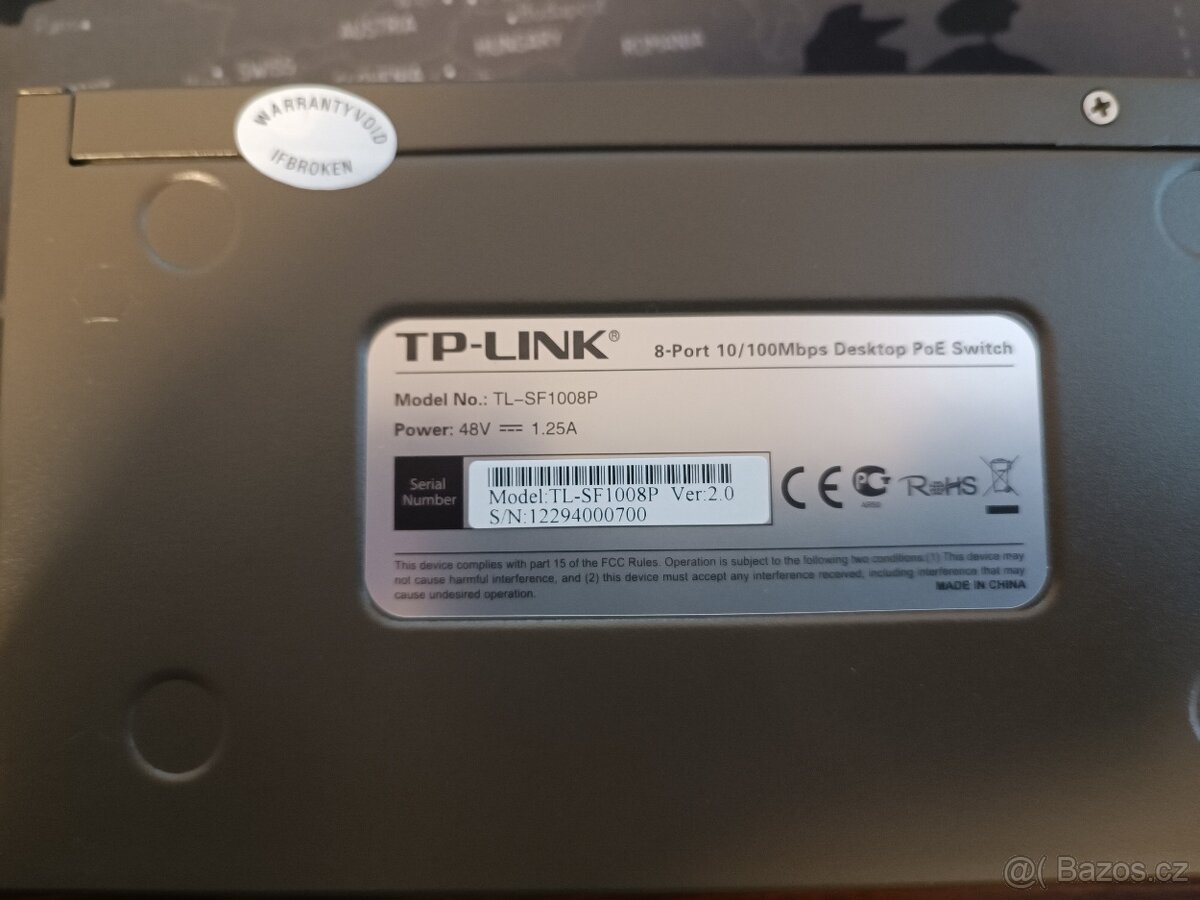 AUSTRIA
HUNGARY
ROMANIA
SWISS
WARRANTYVOID
IFBROKEN
TP-LINK®
8-Port 10/100Mbps Desktop PoE Switch
Model No.: TL-SF1008P
Power: 48V 1.25A
Serial
Number
Model:TL-SF1008P Ver:2.0
S/N:12294000700
CE
RoHS
This device complies with part 15 of the FCC Rules. Operation is subject to the following two conditions:(1) This device may
not cause harmful interference, and (2) this device must accept any interference received, including interference that may
cause undesired operation.
MADE IN CHINA
@( Bazos.cz